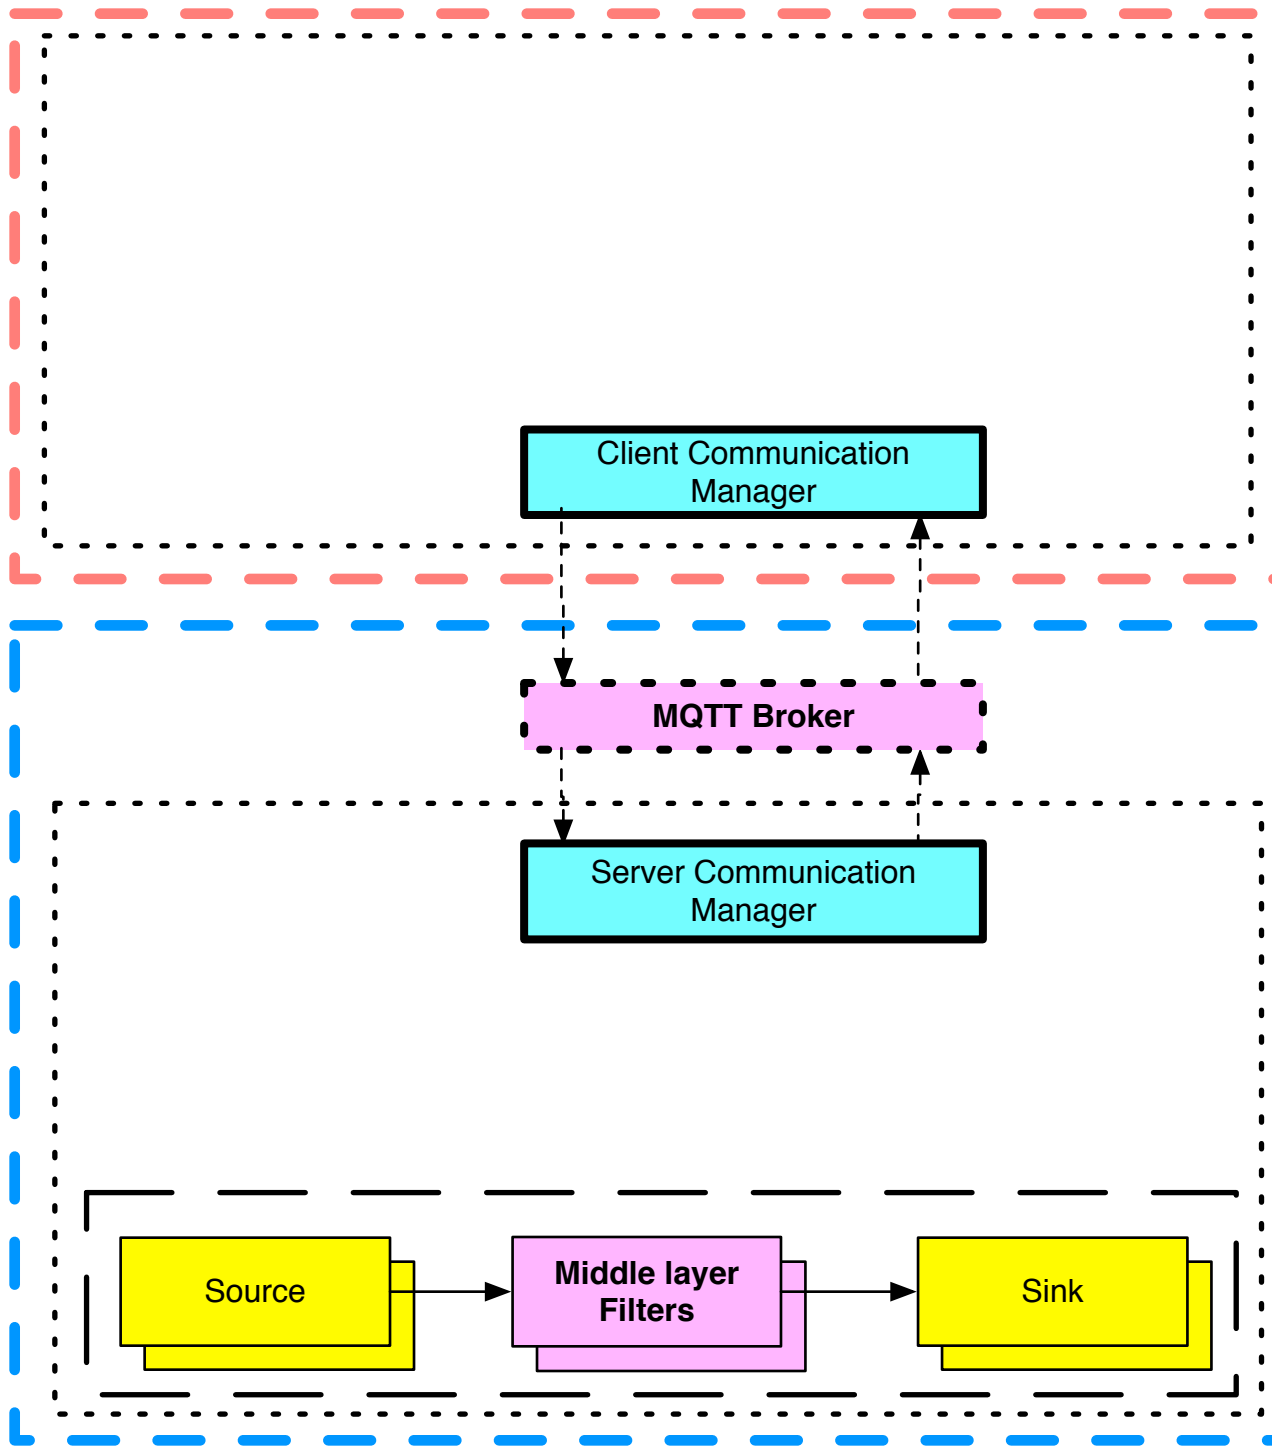 Client Communication
Manager
MQTT Broker
Server Communication
Manager
Source
Middle layer
Filters
Sink